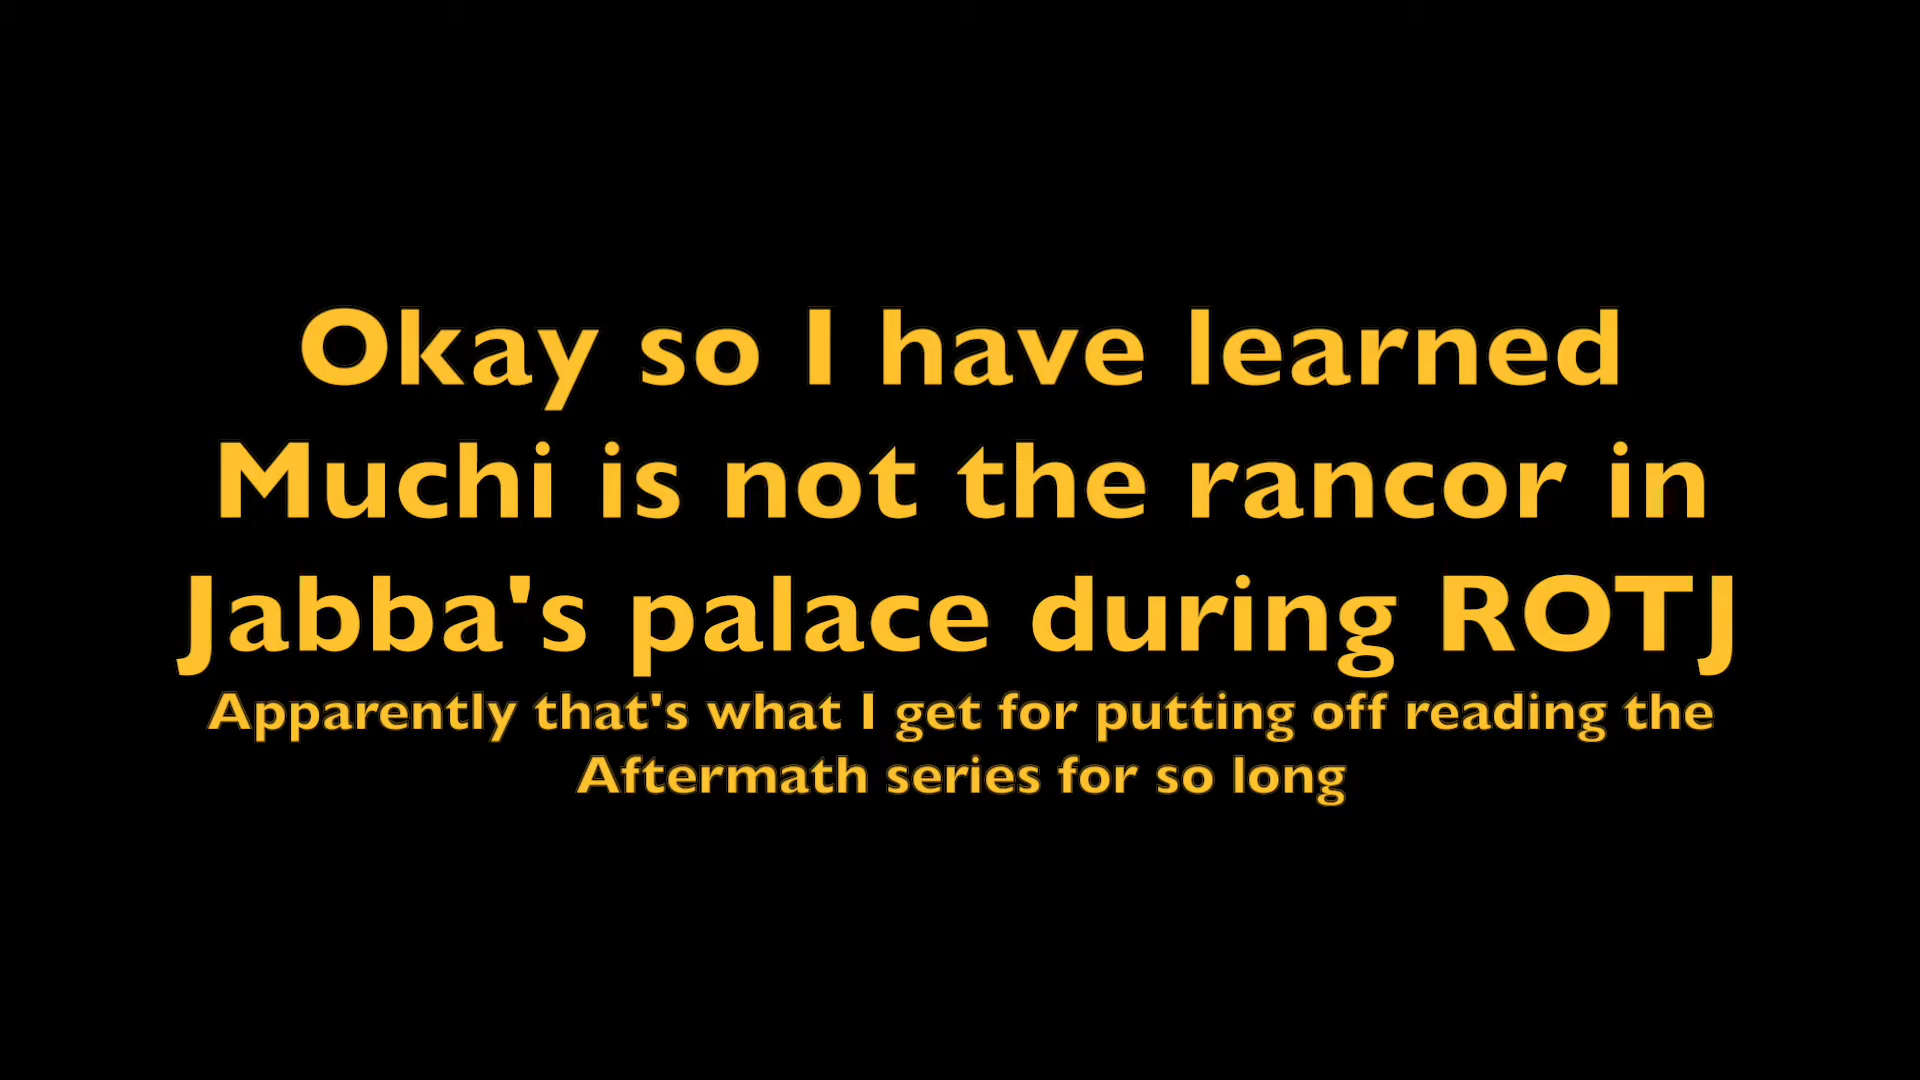 Okay so I have learned
Muchi is not the rancor in
Jabba's palace during ROTJ
Apparently that's what I get for putting off reading the
Aftermath series for so long